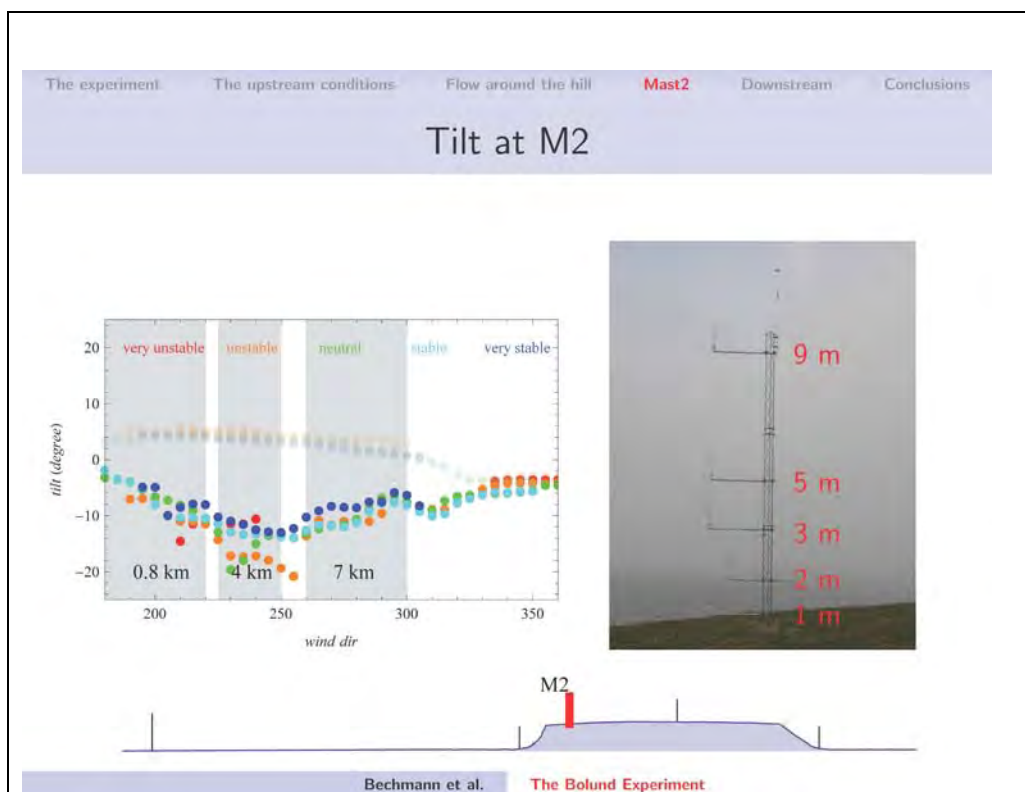 The experiment The upstream conditions Flow around the hill Mast2 Downstream Conclusions
Tilt at M2
very unstable unstable neutral stable very stable
20
10
0
−10
−20
tilt (degree)
0.8 km 4 km 7 km
200 250 300 350
wind dir
9 m
5 m
3 m
2 m
1 m
M2
Bechmann et al. The Bolund Experiment